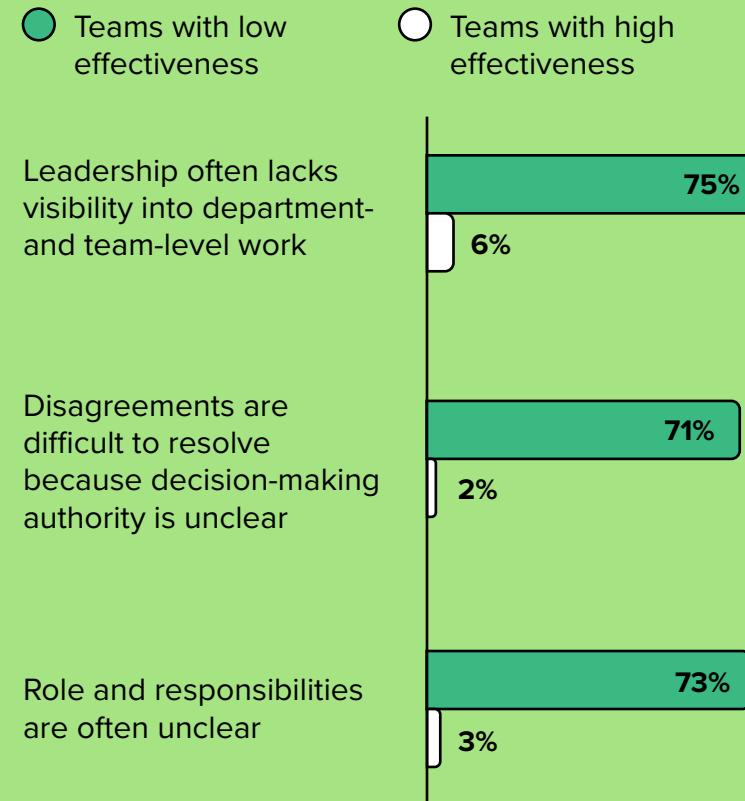 Teams with low
effectiveness
Teams with high
effectiveness
Leadership often lacks
visibility into department-
and team-level work
75%
6%
Disagreements are
difficult to resolve
because decision-making
authority is unclear
71%
2%
Role and responsibilities
are often unclear
73%
3%